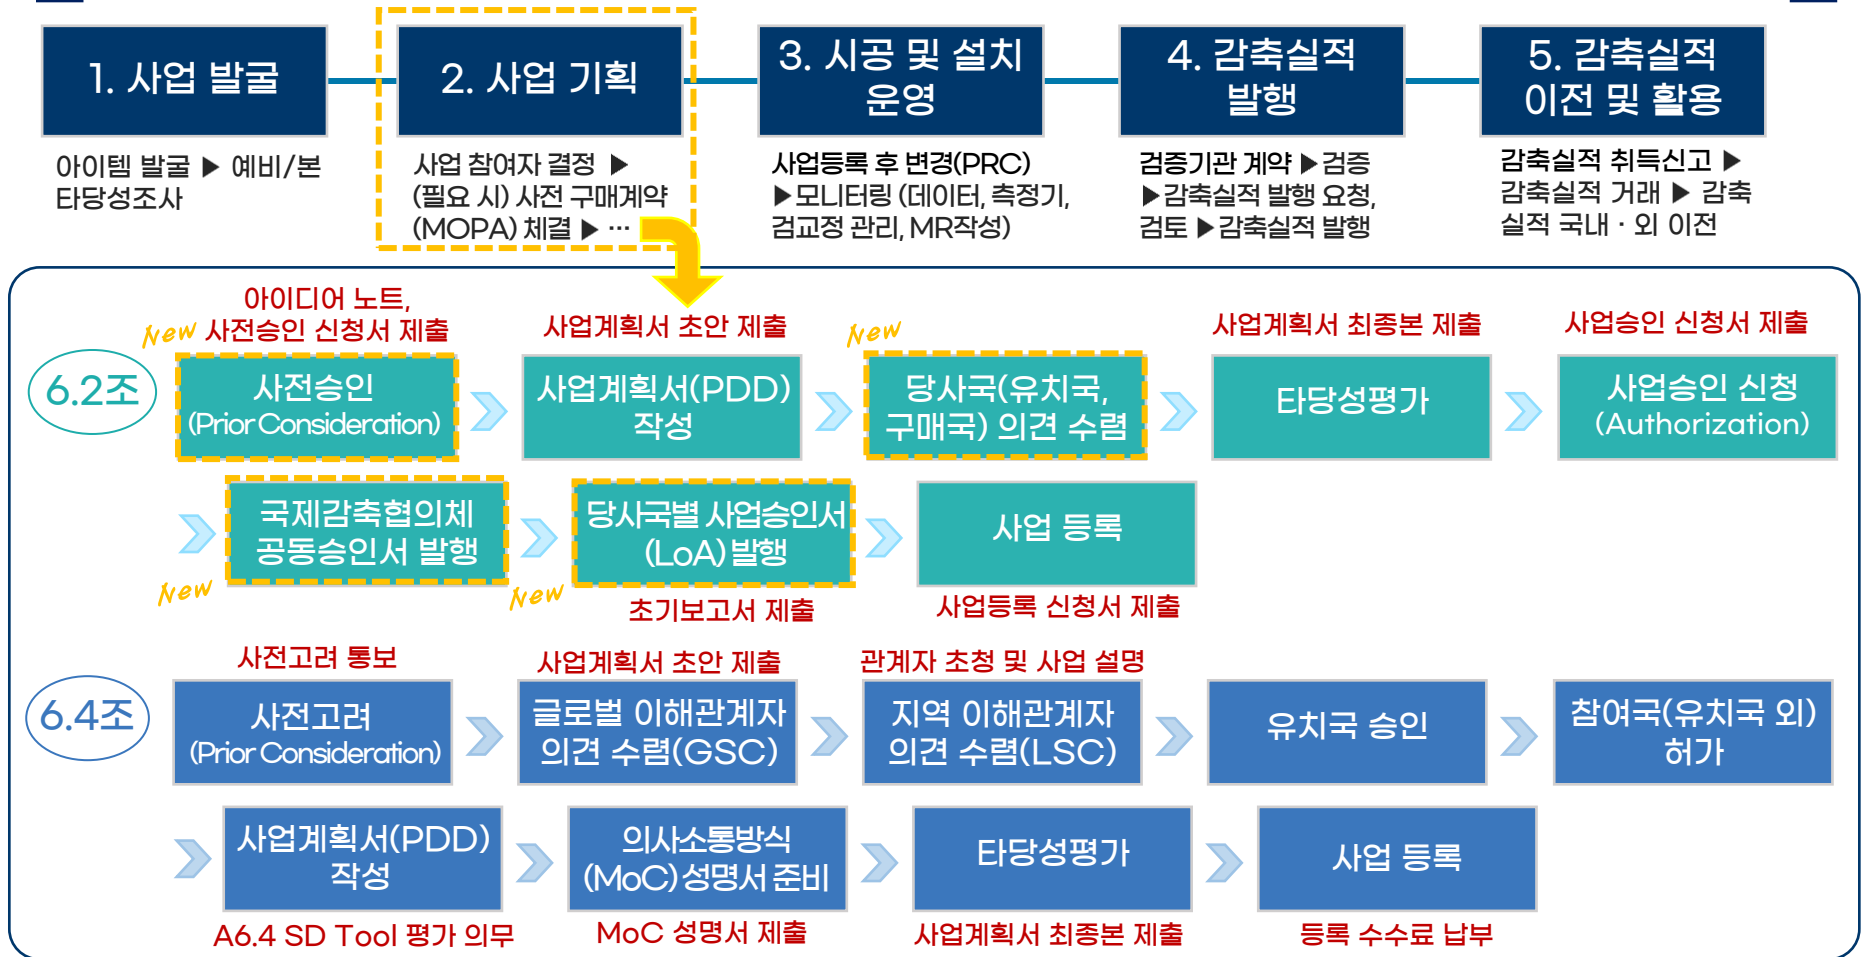 1. 사업 발굴
2. 사업 기획
3. 시공 및 설치
운영
4. 감축실적
발행
5. 감축실적
이전 및 활용
아이템 발굴 ▶ 예비/본
타당성조사
사업 참여자 결정 ▶
(필요 시) 사전 구매계약
(MOPA) 체결 ▶ …
사업등록 후 변경(PRC)
▶모니터링 (데이터, 측정기,
검교정 관리, MR작성)
검증기관 계약 ▶검증
▶감축실적 발행 요청,
검토 ▶감축실적 발행
감축실적 취득신고 ▶
감축실적 거래 ▶ 감축
실적 국내 · 외 이전
6.2조
New
아이디어 노트,
사전승인 신청서 제출
사전승인
(Prior Consideration)
사업계획서 초안 제출
사업계획서(PDD)
작성
New
당사국(유치국,
구매국) 의견 수렴
사업계획서 최종본 제출
타당성평가
사업승인 신청서 제출
사업승인 신청
(Authorization)
국제감축협의체
공동승인서 발행
New
당사국별 사업승인서
(LoA) 발행
New
초기보고서 제출
사업 등록
사업등록 신청서 제출
6.4조
사전고려 통보
사전고려
(Prior Consideration)
사업계획서 초안 제출
글로벌 이해관계자
의견 수렴(GSC)
관계자 초청 및 사업 설명
지역 이해관계자
의견 수렴(LSC)
유치국 승인
참여국(유치국 외)
허가
사업계획서(PDD)
작성
A6.4 SD Tool 평가 의무
의사소통방식
(MoC) 성명서 준비
MoC 성명서 제출
타당성평가
사업계획서 최종본 제출
사업 등록
등록 수수료 납부